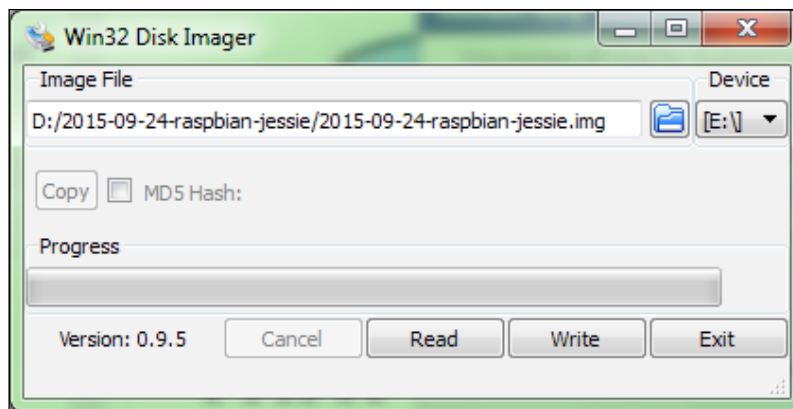 Win32 Disk Imager
Image File
Device
D:/2015-09-24-raspbian-jessie/2015-09-24-raspbian-jessie.img
[E:\]
Copy
MD5 Hash:
Progress
Version: 0.9.5
Cancel
Read
Write
Exit